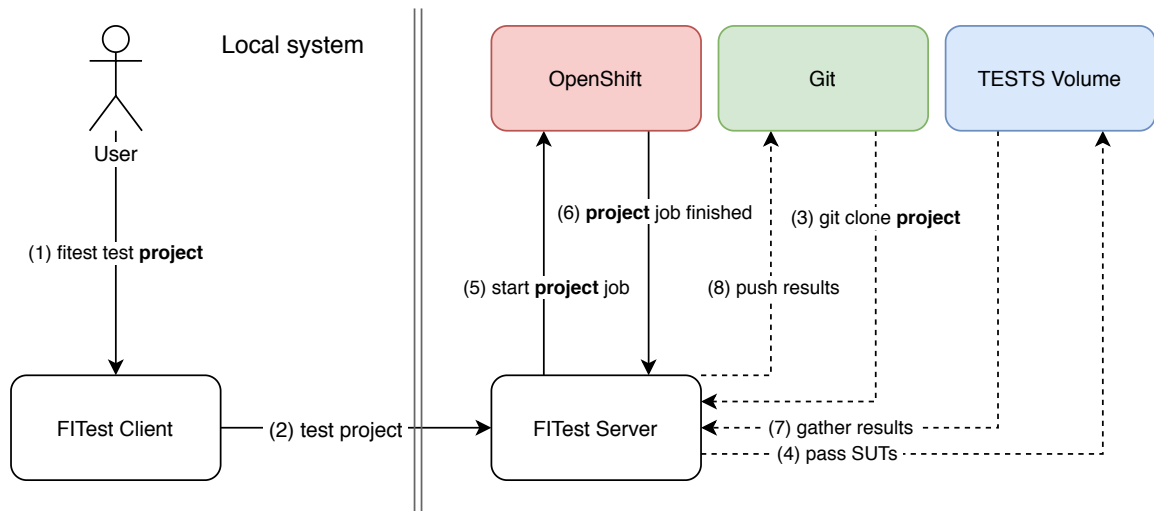 Local system
OpenShift
Git
TESTS Volume
User
(6) project job finished
(3) git clone project
(1) fitest test project
(5) start project job
(8) push results
FITest Client
(2) test project
FITest Server
(7) gather results
(4) pass SUTs